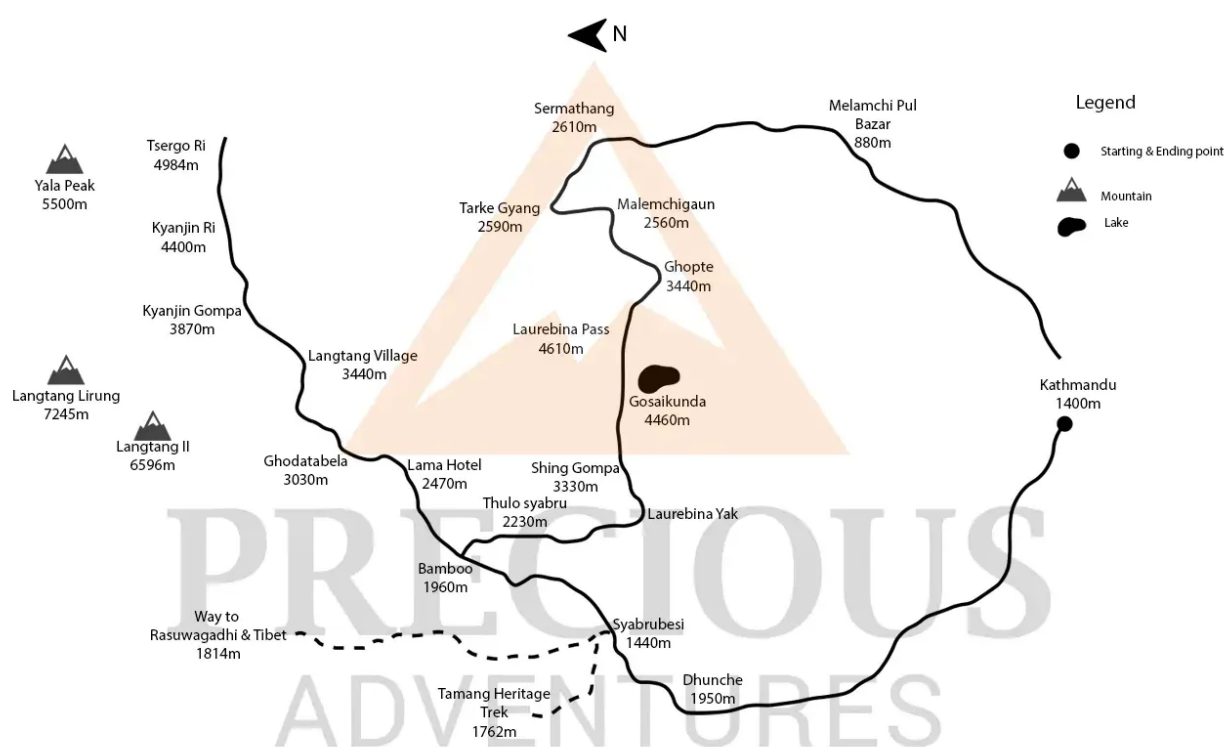 N
Sermathang
2610m
Melamchi Pul
Bazar
880m
Legend
Starting & Ending point
Mountain
Lake
Tsergo Ri
4984m
Yala Peak
5500m
Tarke Gyang
2590m
Malemchigaun
2560m
Kyanjin Ri
4400m
Ghopte
3440m
Kyanjin Gompa
3870m
Laurebina Pass
4610m
Langtang Village
3440m
Langtang Lirung
7245m
Gosaikunda
4460m
Kathmandu
1400m
Langtang II
6596m
Ghodatabela
3030m
Lama Hotel
2470m
Shing Gompa
3330m
Thulo syabru
2230m
Laurebina Yak
PRECIOUS
Bamboo
1960m
Way to
Rasuwagadhi & Tibet
1814m
Syabrubesi
1440m
Dhunche
1950m
ADVENTURES
Tamang Heritage
Trek
1762m